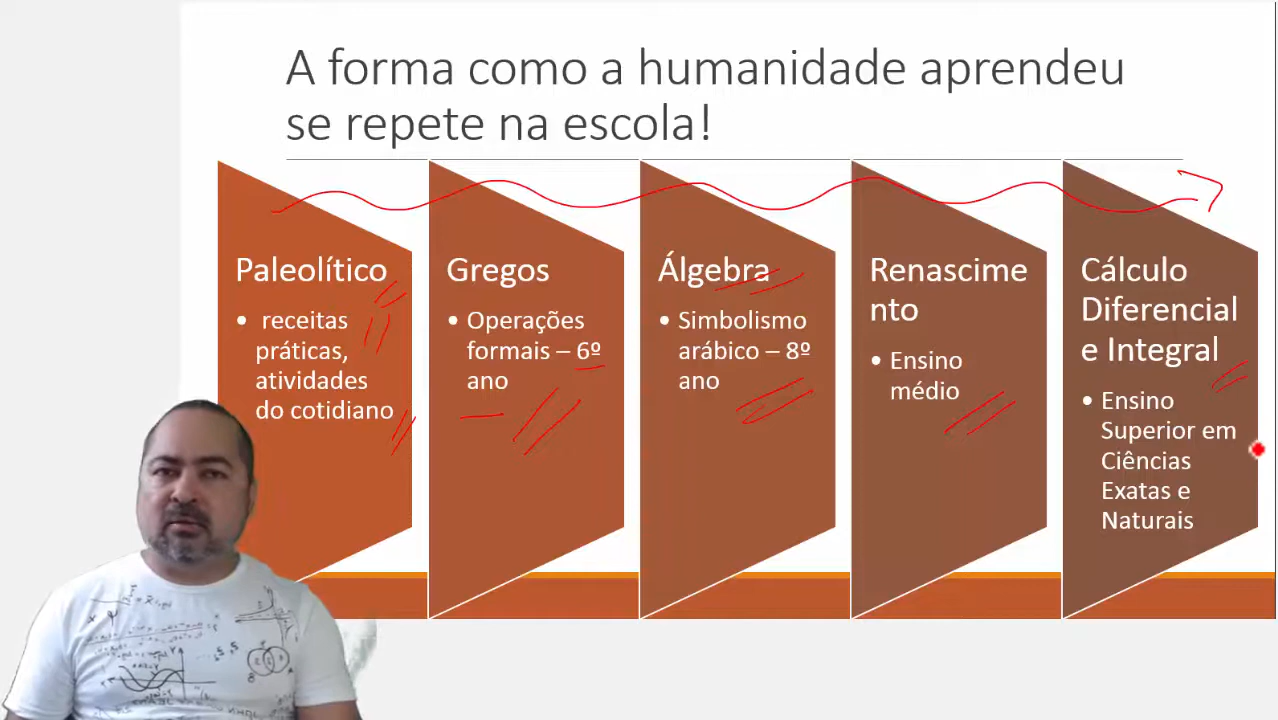 A forma como a humanidade aprendeu
se repete na escola!
Paleolítico
• receitas
práticas,
atividades
do cotidiano
Gregos
• Operações
formais – 6º
ano
Álgebra
• Simbolismo
arábico – 8º
ano
Renascime
nto
• Ensino
médio
Cálculo
Diferencial
e Integral
• Ensino
Superior em
Ciências
Exatas e
Naturais